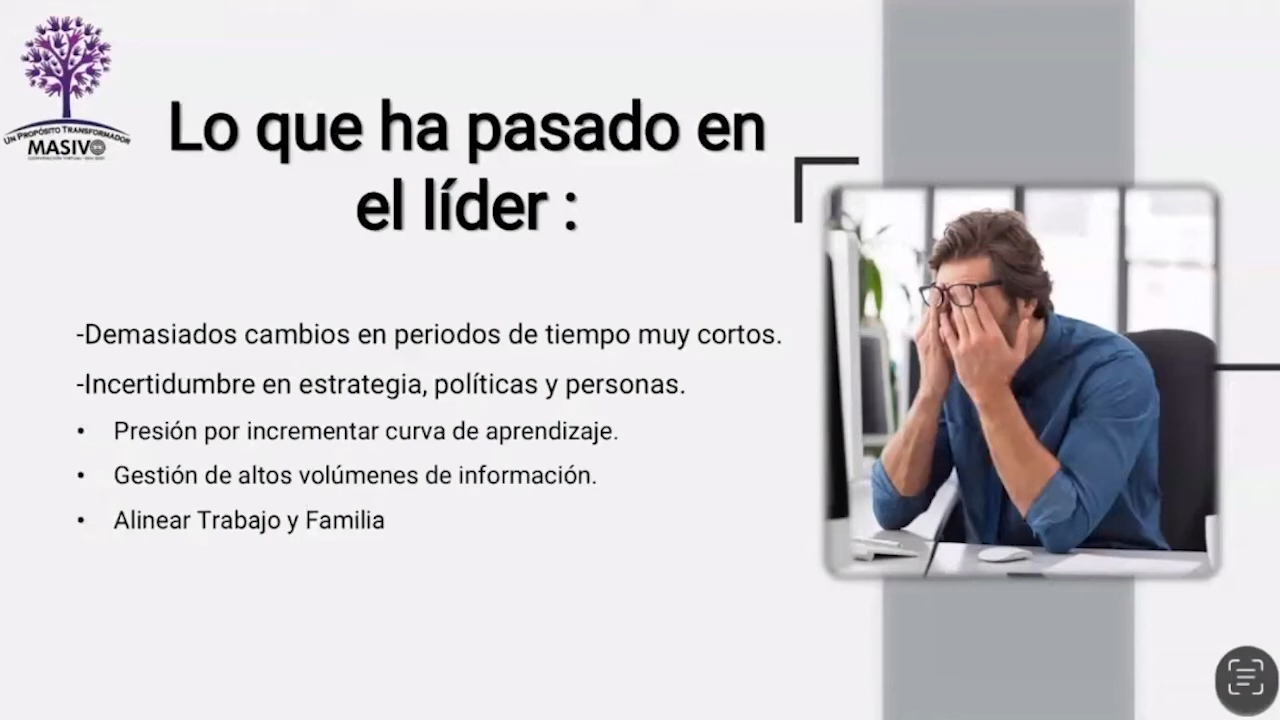 UN PROPÓSITO TRANSFORMADOR
MASIVO
Lo que ha pasado en
el líder :
-Demasiados cambios en periodos de tiempo muy cortos.
-Incertidumbre en estrategia, políticas y personas.
• Presión por incrementar curva de aprendizaje.
• Gestión de altos volúmenes de información.
• Alinear Trabajo y Familia